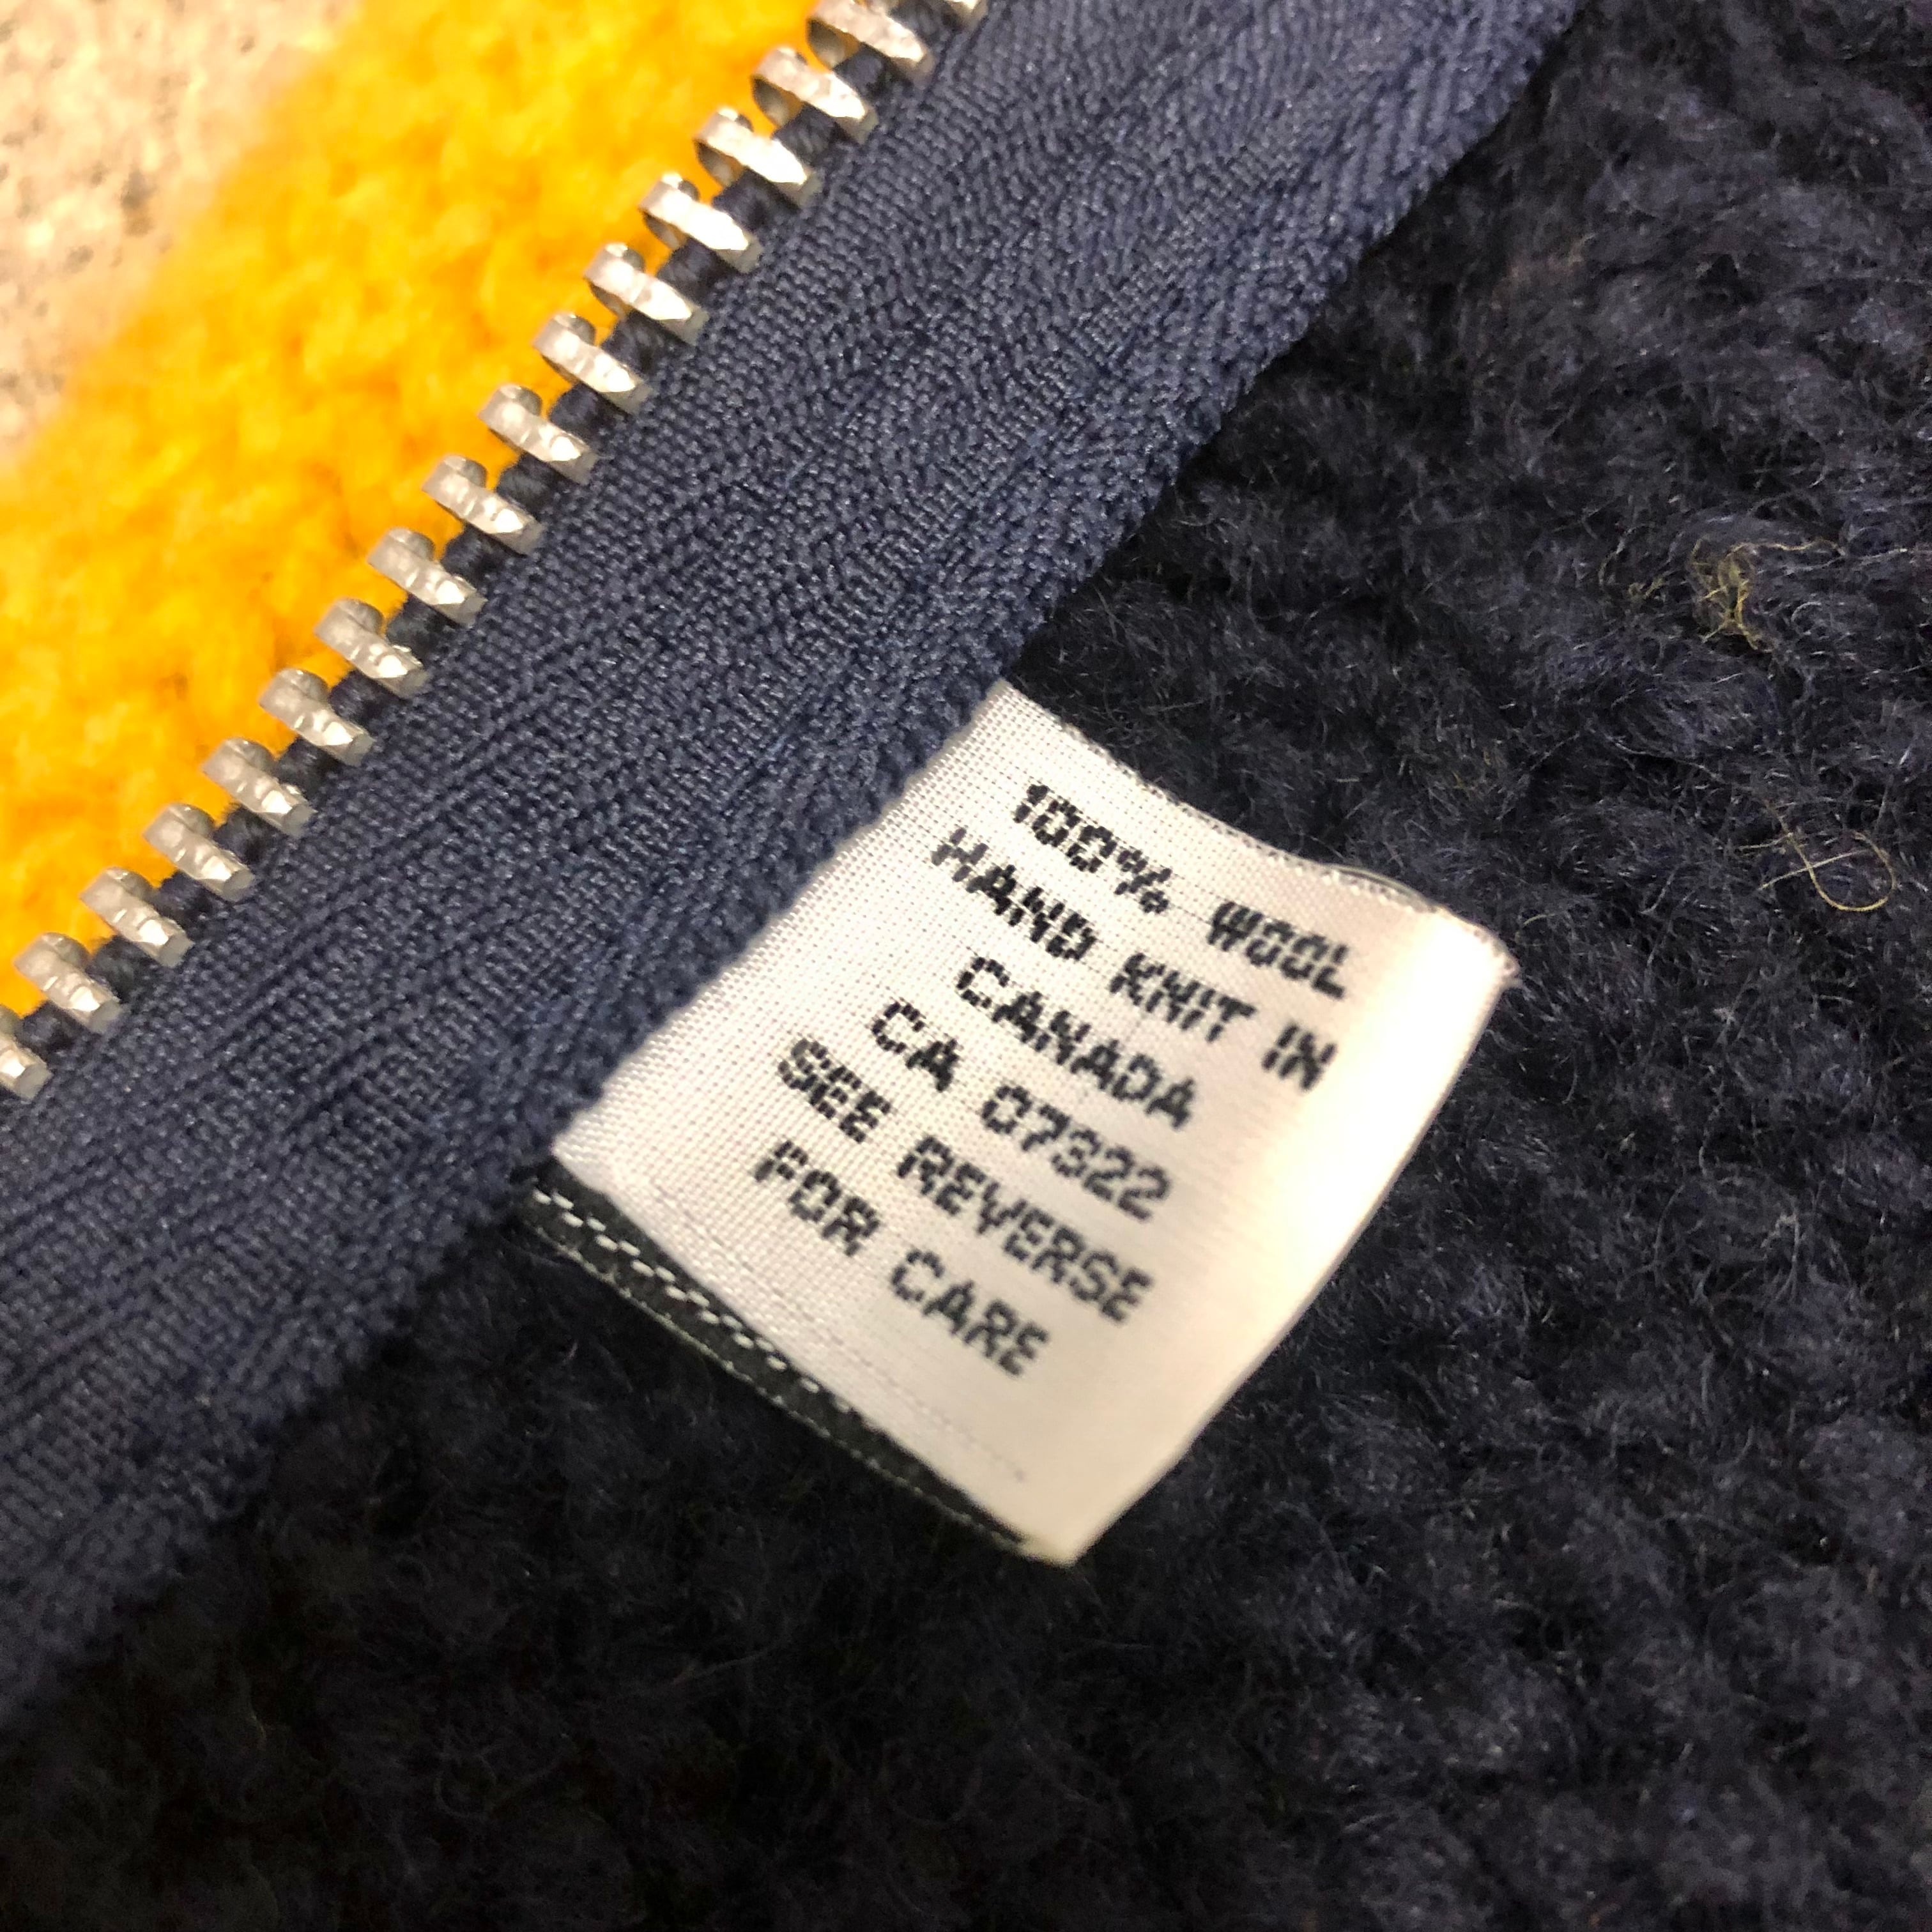 100% WOOL
HAND KNIT IN
CANADA
CA 07322
SEE REVERSE
FOR CARE